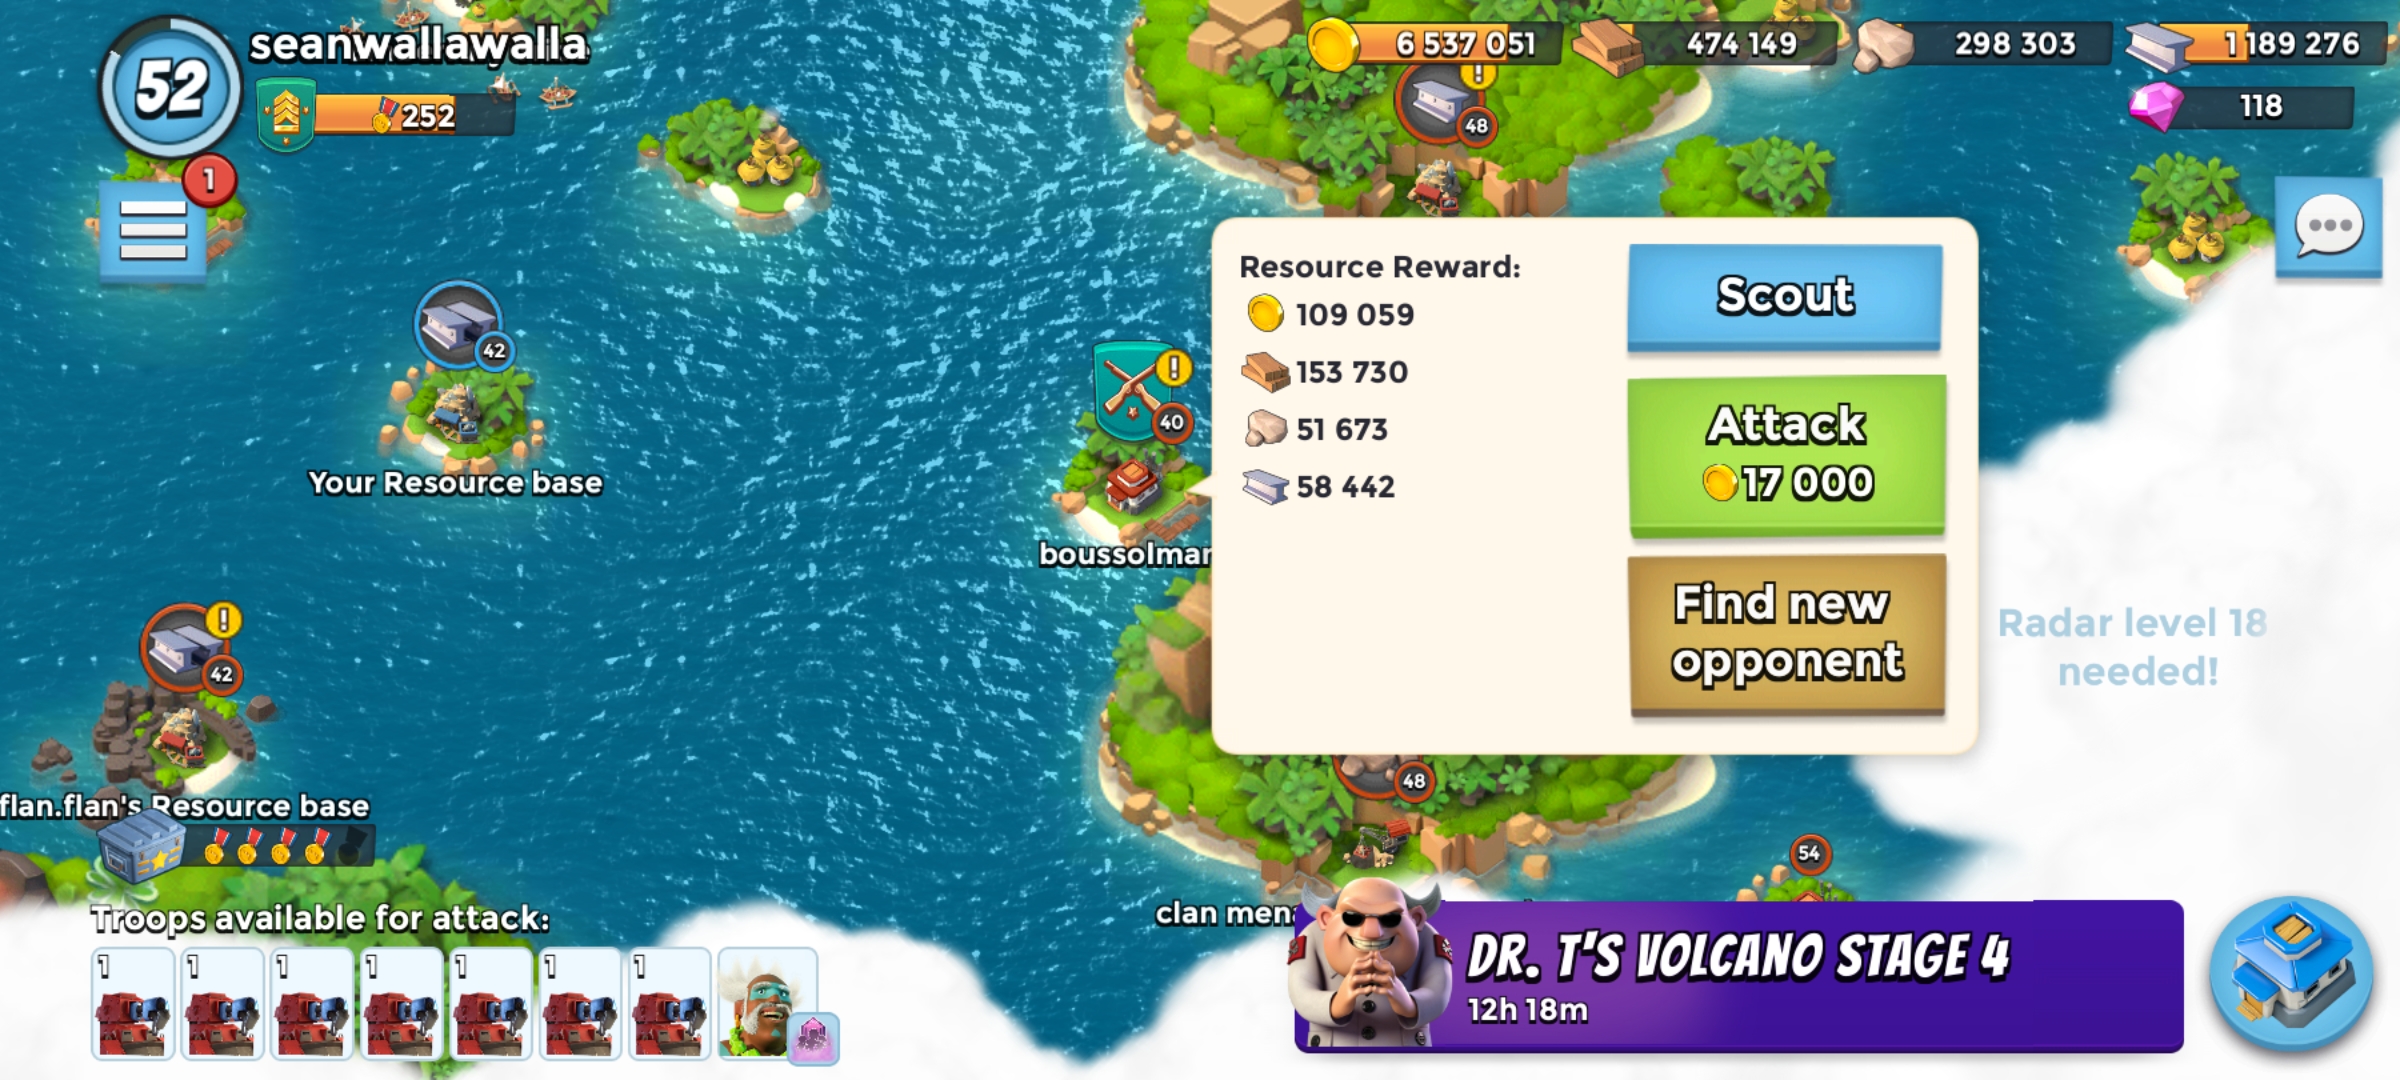 52
seanwallawalla
252
6 537 051
474 149
298 303
1 189 276
118
1
48
Resource Reward:
109 059
153 730
51 673
58 442
Scout
Attack
17 000
Find new
opponent
42
Your Resource base
40
boussolmar
Radar level 18
needed!
42
flan.flan's Resource base
48
54
Troops available for attack:
1
1
1
1
1
1
1
clan men
DR. T'S VOLCANO STAGE 4
12h 18m